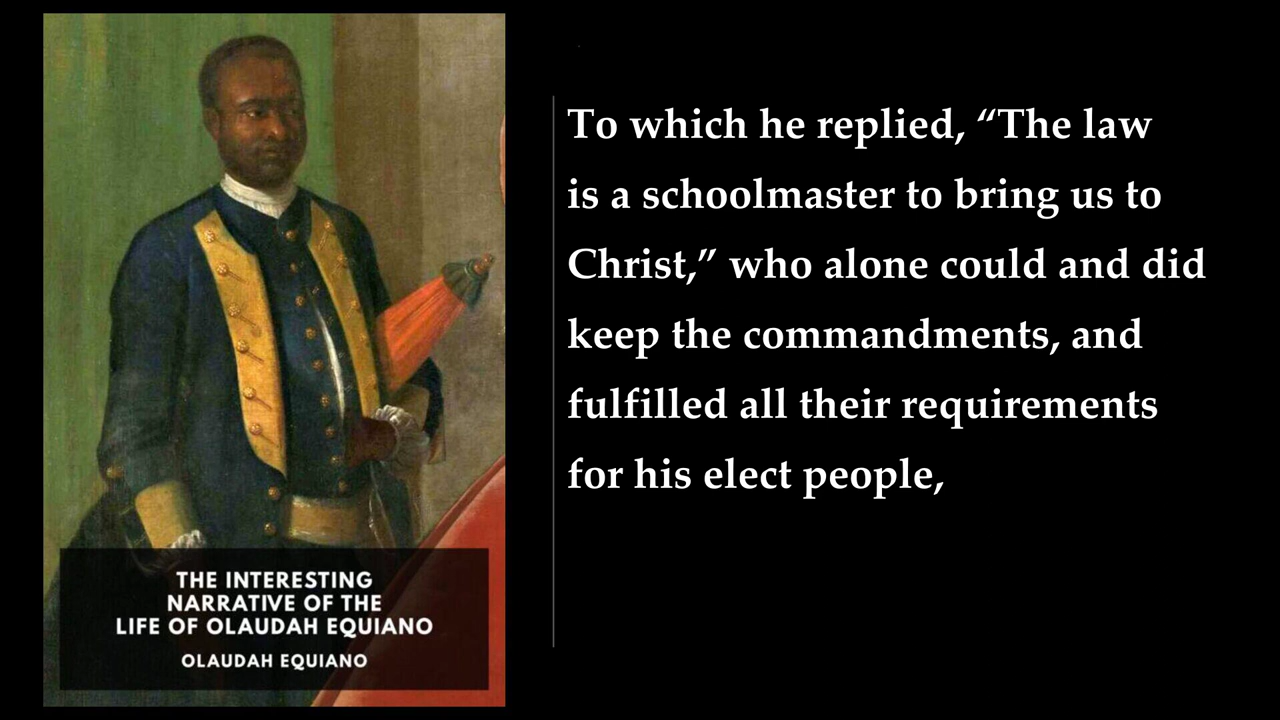 THE INTERESTING
NARRATIVE OF THE
LIFE OF OLAUDAH EQUIANO
OLAUDAH EQUIANO
To which he replied, “The law
is a schoolmaster to bring us to
Christ,” who alone could and did
keep the commandments, and
fulfilled all their requirements
for his elect people,